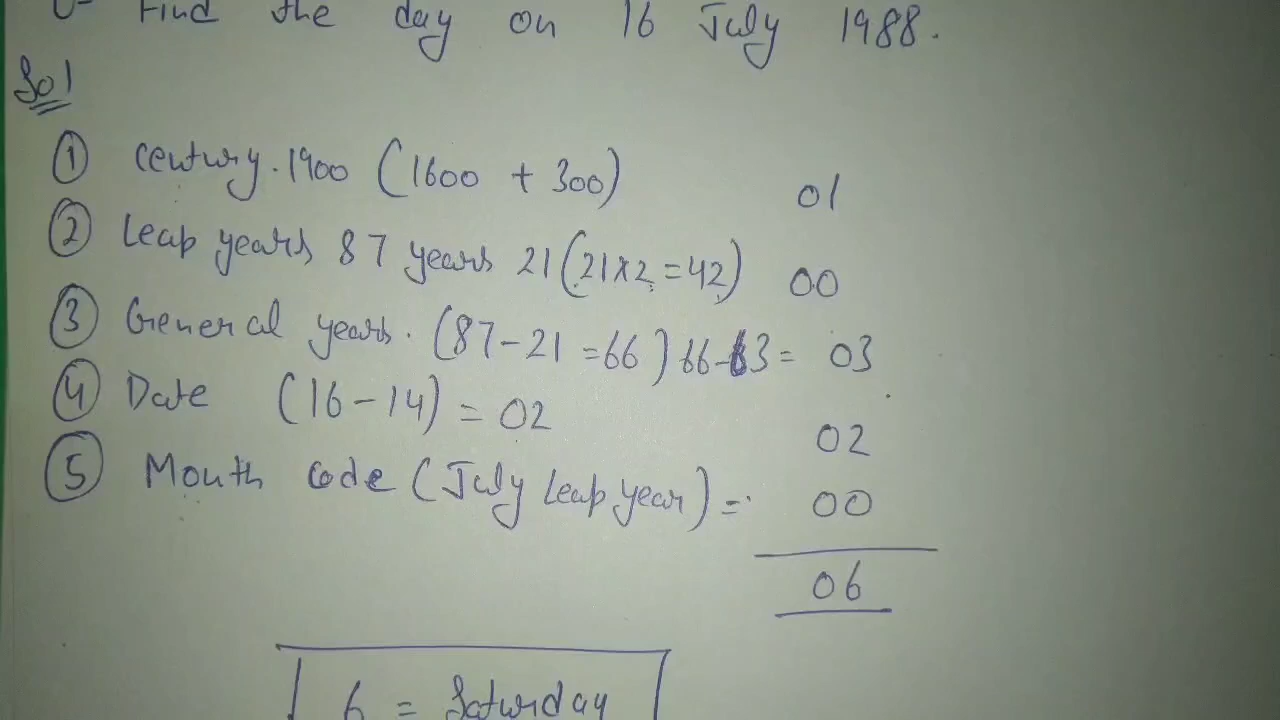 Find the day on 16 July 1988.
Sol
① Century. 1900 (1600 + 300) 01
② Leap years 87 years 21 (21x2 = 42) 00
③ General years. (87 - 21 = 66) 66 - 63 = 03
④ Date (16 - 14) = 02 02
⑤ Month Code (July Leap year) = 00
06
6 = Saturday